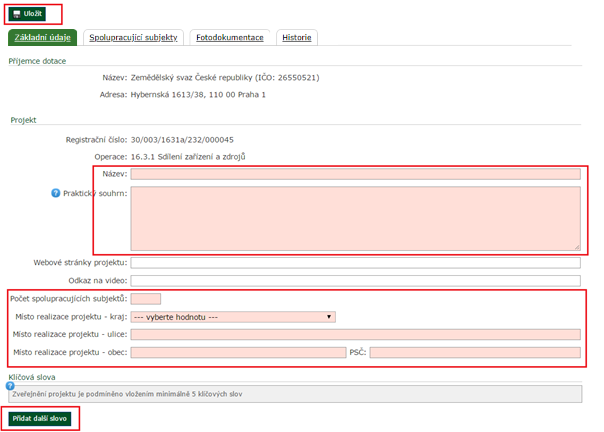 Uložit
Základní údaje Spolupracující subjekty Fotodokumentace Historie
Příjemce dotace
Název: Zemědělský svaz České republiky (IČO: 26550521)
Adresa: Hybernská 1613/38, 110 00 Praha 1
Projekt
Registrační číslo: 30/003/1631a/232/000045
Operace: 16.3.1 Sdílení zařízení a zdrojů
Název:
? Praktický souhrn:
Webové stránky projektu:
Odkaz na video:
Počet spolupracujících subjektů:
Místo realizace projektu - kraj: --- vyberte hodnotu ---
Místo realizace projektu - ulice:
Místo realizace projektu - obec: PSČ:
Klíčová slova
?
Zveřejnění projektu je podmíněno vložením minimálně 5 klíčových slov
Přidat další slovo